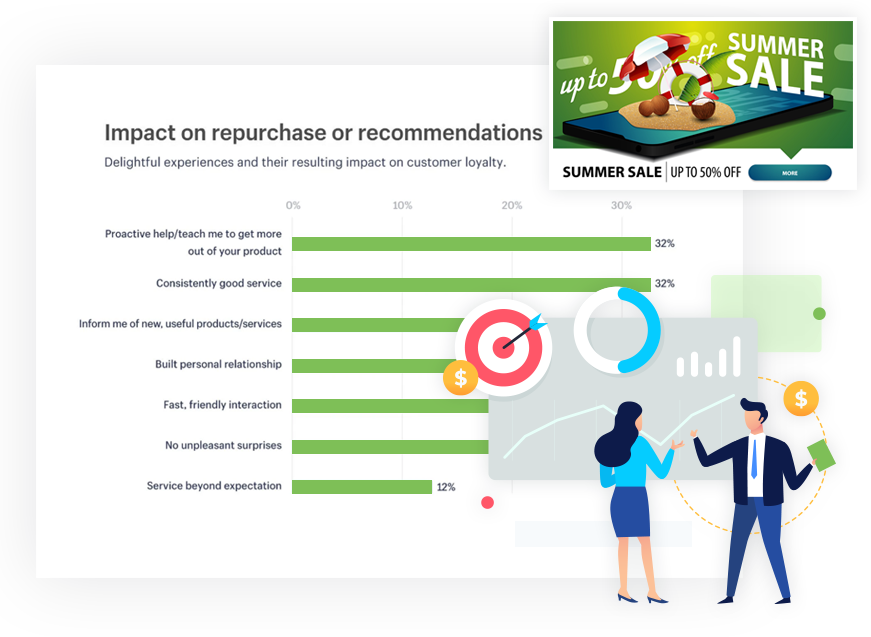 up to 50% off
SUMMER
SALE
SUMMER SALE | UP TO 50% OFF
MORE
Impact on repurchase or recommendations
Delightful experiences and their resulting impact on customer loyalty.
0% 10% 20% 30%
Proactive help/teach me to get more
out of your product
32%
Consistently good service
32%
Inform me of new, useful products/services
Built personal relationship
Fast, friendly interaction
No unpleasant surprises
Service beyond expectation
12%
$
$